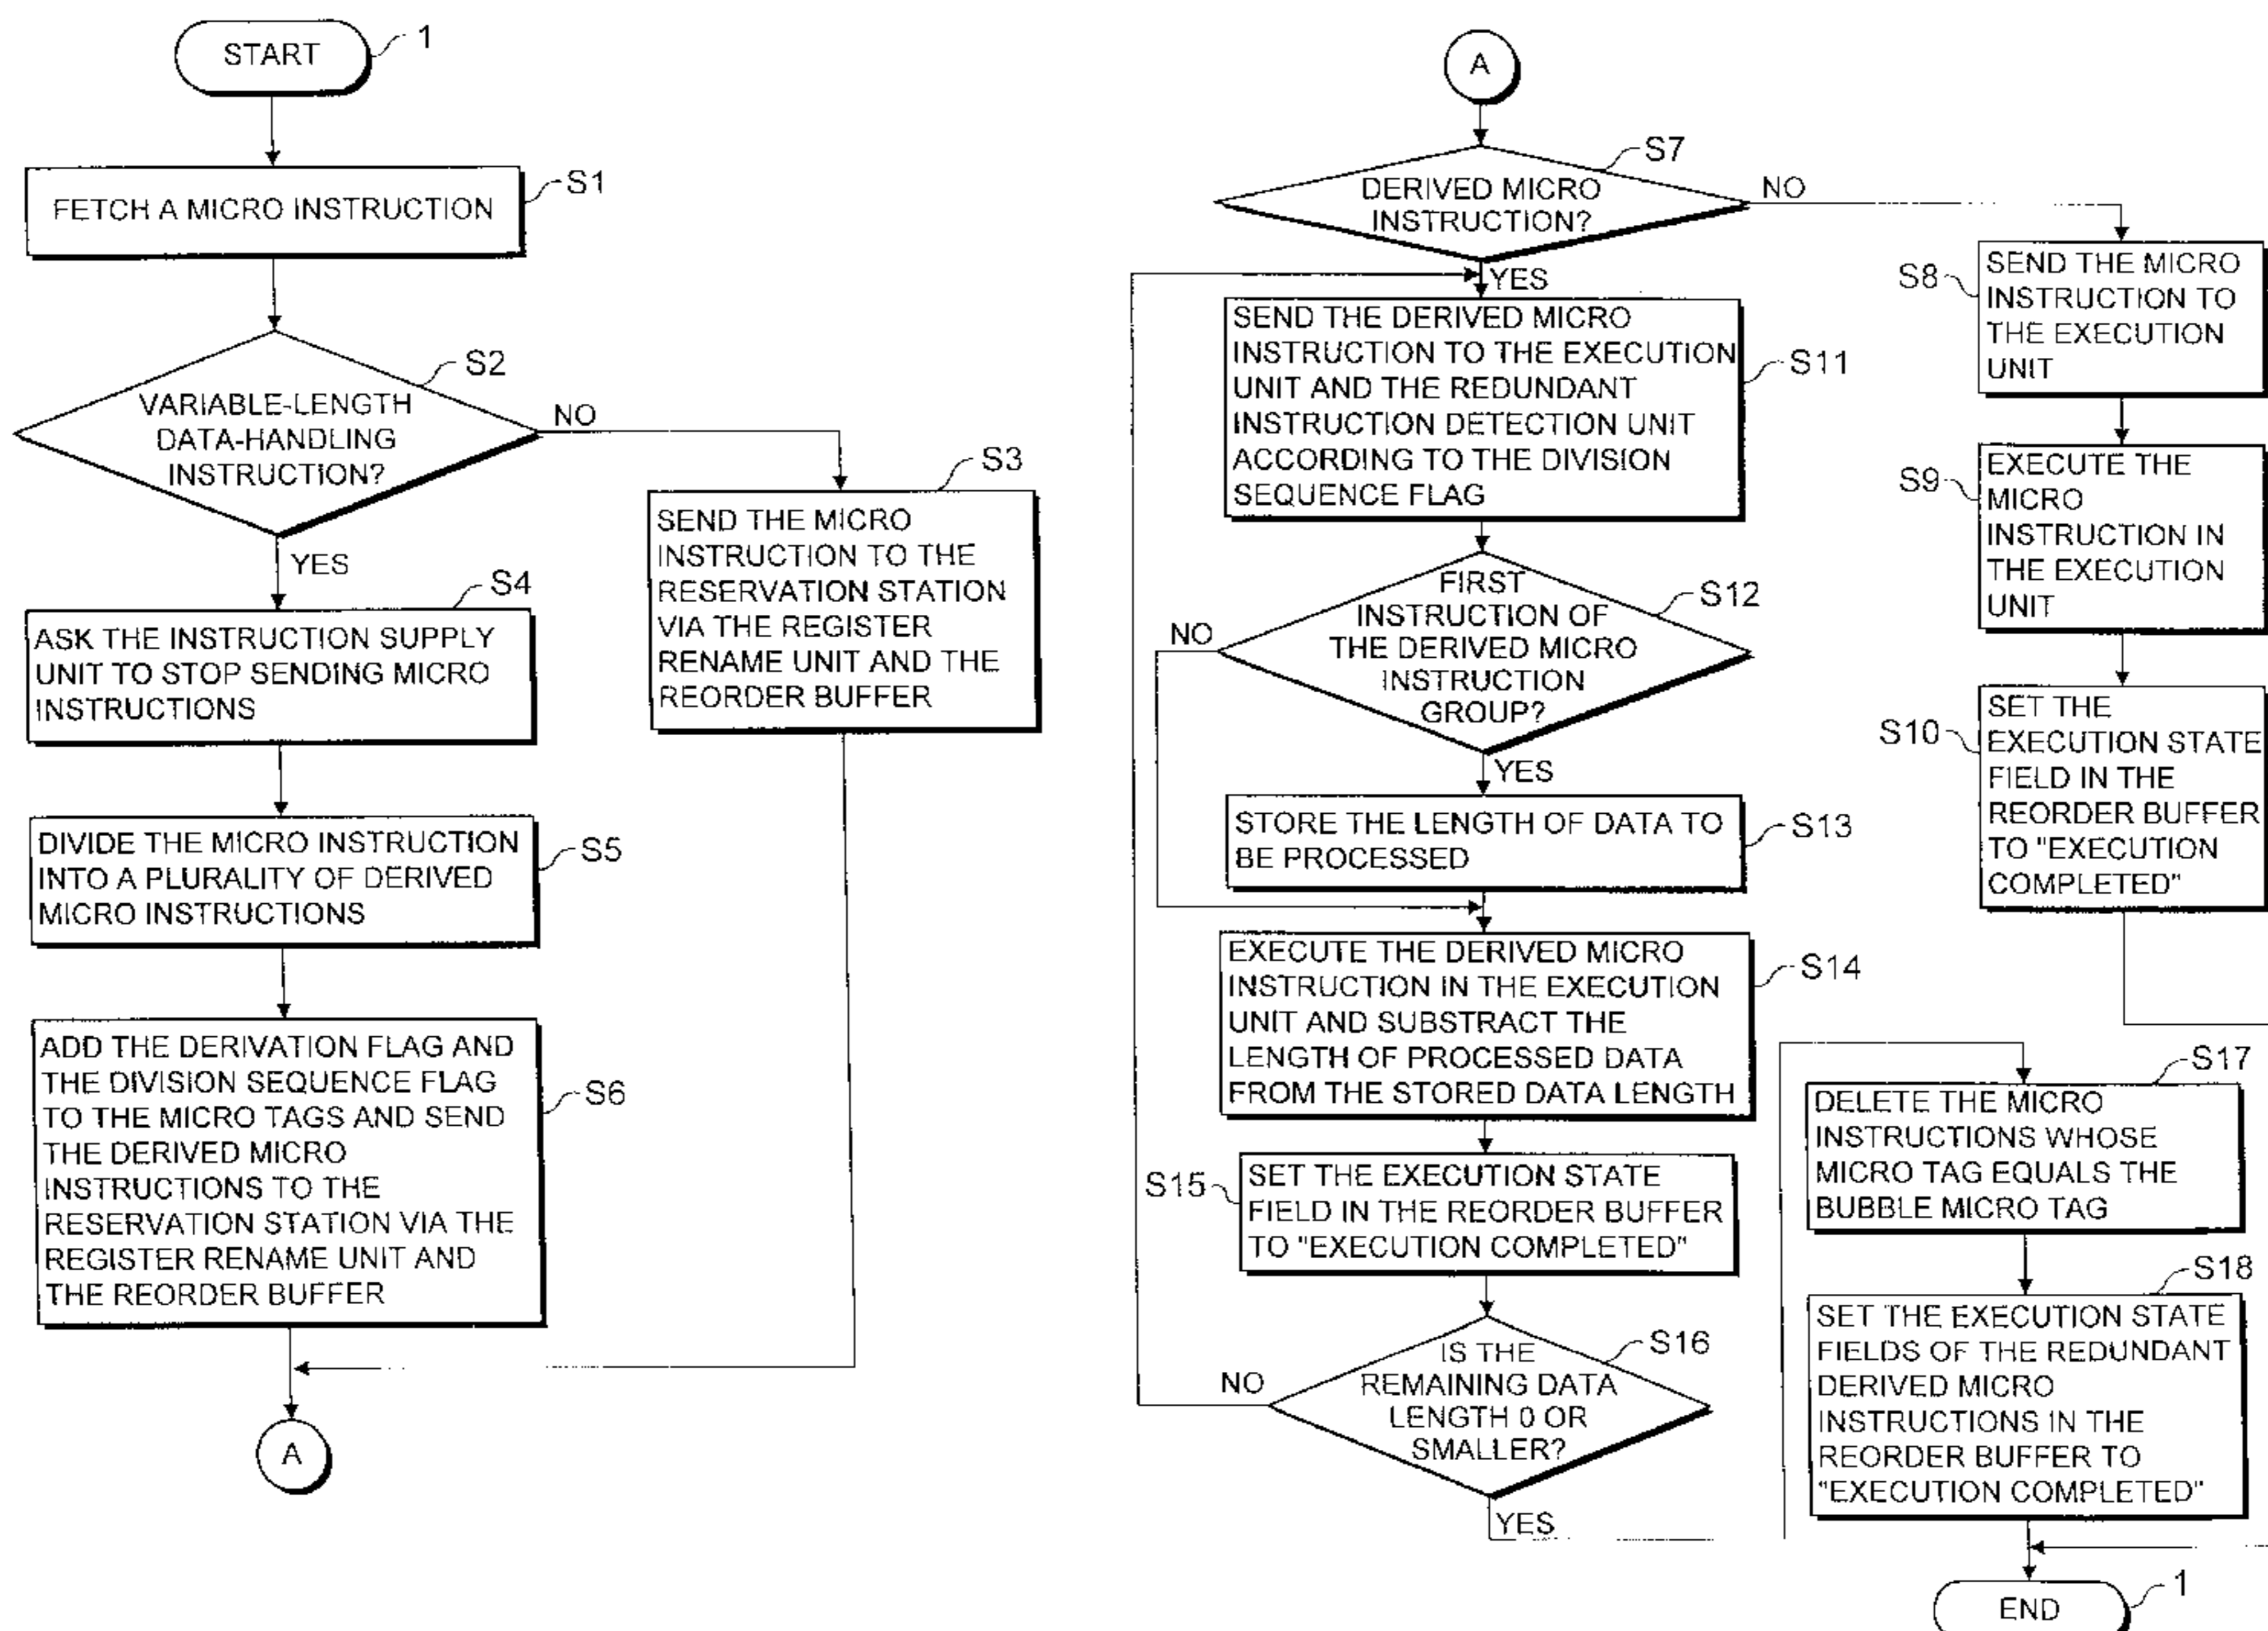 START
1
FETCH A MICRO INSTRUCTION
S1
VARIABLE-LENGTH
DATA-HANDLING
INSTRUCTION?
S2
NO
YES
SEND THE MICRO
INSTRUCTION TO THE
RESERVATION STATION
VIA THE REGISTER
RENAME UNIT AND THE
REORDER BUFFER
S3
ASK THE INSTRUCTION SUPPLY
UNIT TO STOP SENDING MICRO
INSTRUCTIONS
S4
DIVIDE THE MICRO INSTRUCTION
INTO A PLURALITY OF DERIVED
MICRO INSTRUCTIONS
S5
ADD THE DERIVATION FLAG AND
THE DIVISION SEQUENCE FLAG
TO THE MICRO TAGS AND SEND
THE DERIVED MICRO
INSTRUCTIONS TO THE
RESERVATION STATION VIA THE
REGISTER RENAME UNIT AND
THE REORDER BUFFER
S6
A
A
DERIVED MICRO
INSTRUCTION?
S7
NO
YES
S8
SEND THE MICRO
INSTRUCTION TO
THE EXECUTION
UNIT
S9
EXECUTE THE
MICRO
INSTRUCTION IN
THE EXECUTION
UNIT
S10
SET THE
EXECUTION STATE
FIELD IN THE
REORDER BUFFER
TO "EXECUTION
COMPLETED"
SEND THE DERIVED MICRO
INSTRUCTION TO THE EXECUTION
UNIT AND THE REDUNDANT
INSTRUCTION DETECTION UNIT
ACCORDING TO THE DIVISION
SEQUENCE FLAG
S11
FIRST
INSTRUCTION OF
THE DERIVED MICRO
INSTRUCTION
GROUP?
S12
NO
YES
STORE THE LENGTH OF DATA TO
BE PROCESSED
S13
EXECUTE THE DERIVED MICRO
INSTRUCTION IN THE EXECUTION
UNIT AND SUBSTRACT THE
LENGTH OF PROCESSED DATA
FROM THE STORED DATA LENGTH
S14
S15
SET THE EXECUTION STATE
FIELD IN THE REORDER BUFFER
TO "EXECUTION COMPLETED"
IS THE
REMAINING DATA
LENGTH 0 OR
SMALLER?
S16
NO
YES
S17
DELETE THE MICRO
INSTRUCTIONS WHOSE
MICRO TAG EQUALS THE
BUBBLE MICRO TAG
S18
SET THE EXECUTION STATE
FIELDS OF THE REDUNDANT
DERIVED MICRO
INSTRUCTIONS IN THE
REORDER BUFFER TO
"EXECUTION COMPLETED"
END
1